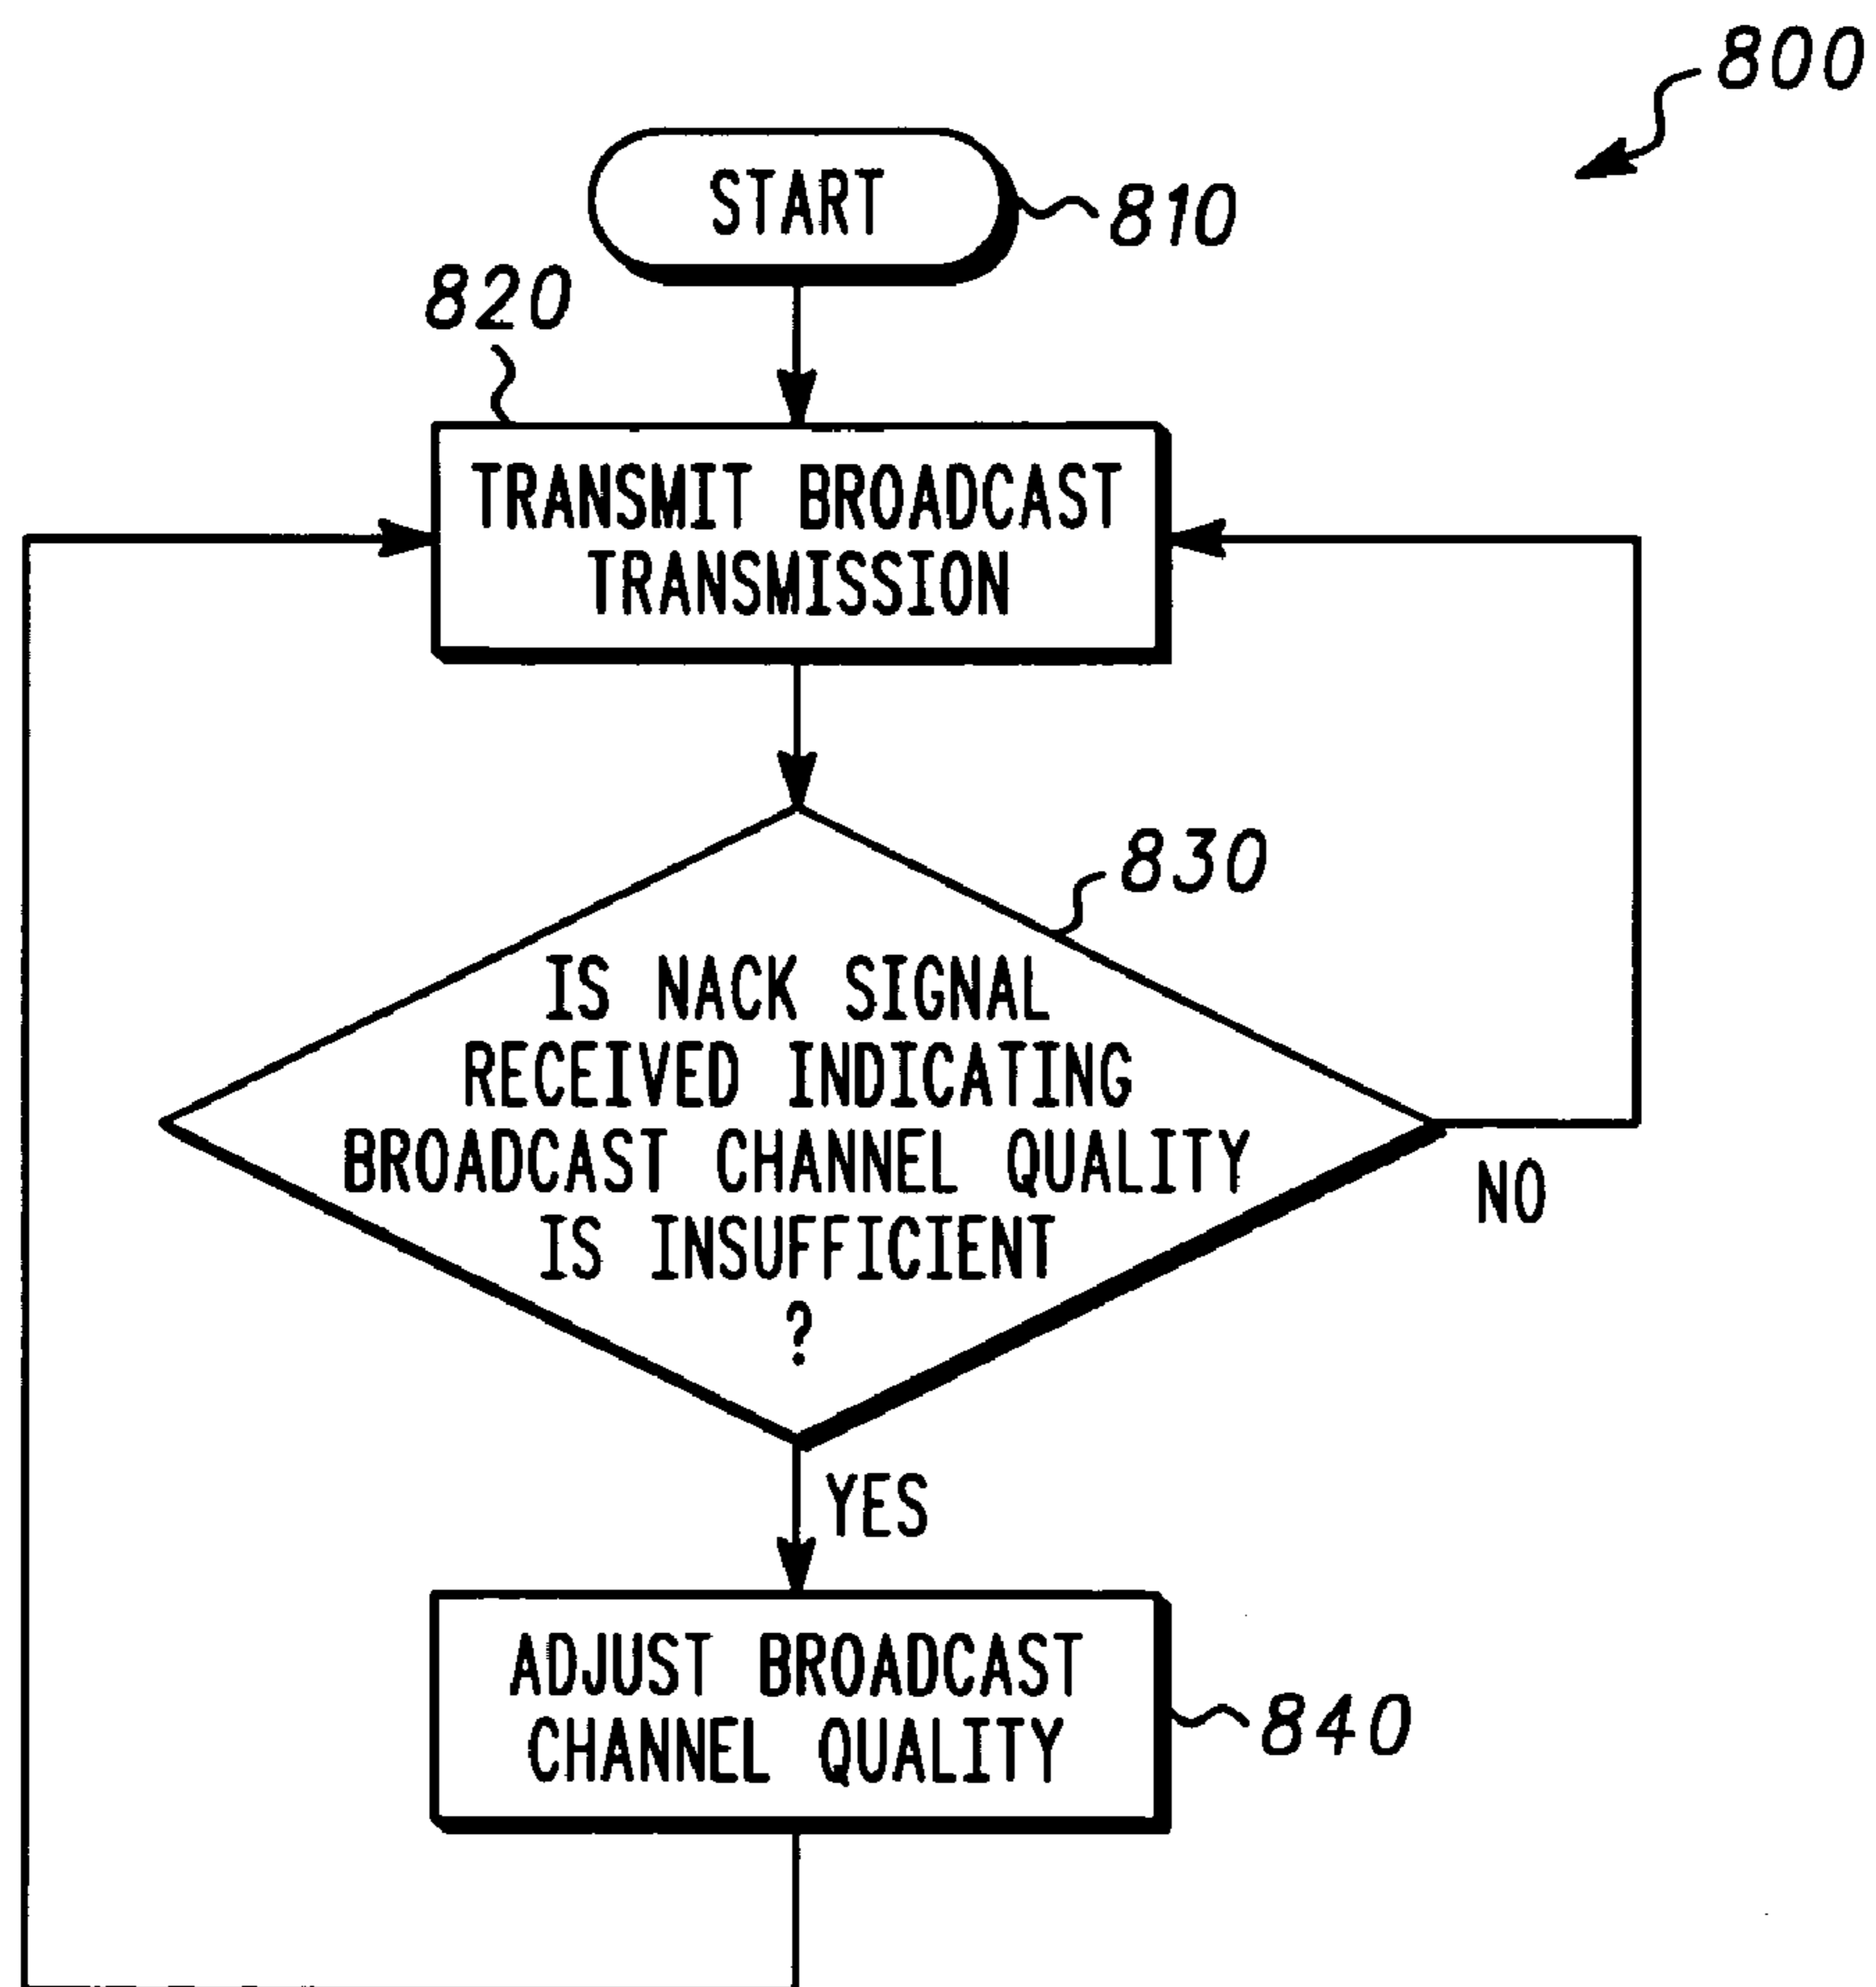 800
START
810
820
TRANSMIT BROADCAST
TRANSMISSION
830
IS NACK SIGNAL
RECEIVED INDICATING
BROADCAST CHANNEL QUALITY
IS INSUFFICIENT
?
NO
YES
ADJUST BROADCAST
CHANNEL QUALITY
840